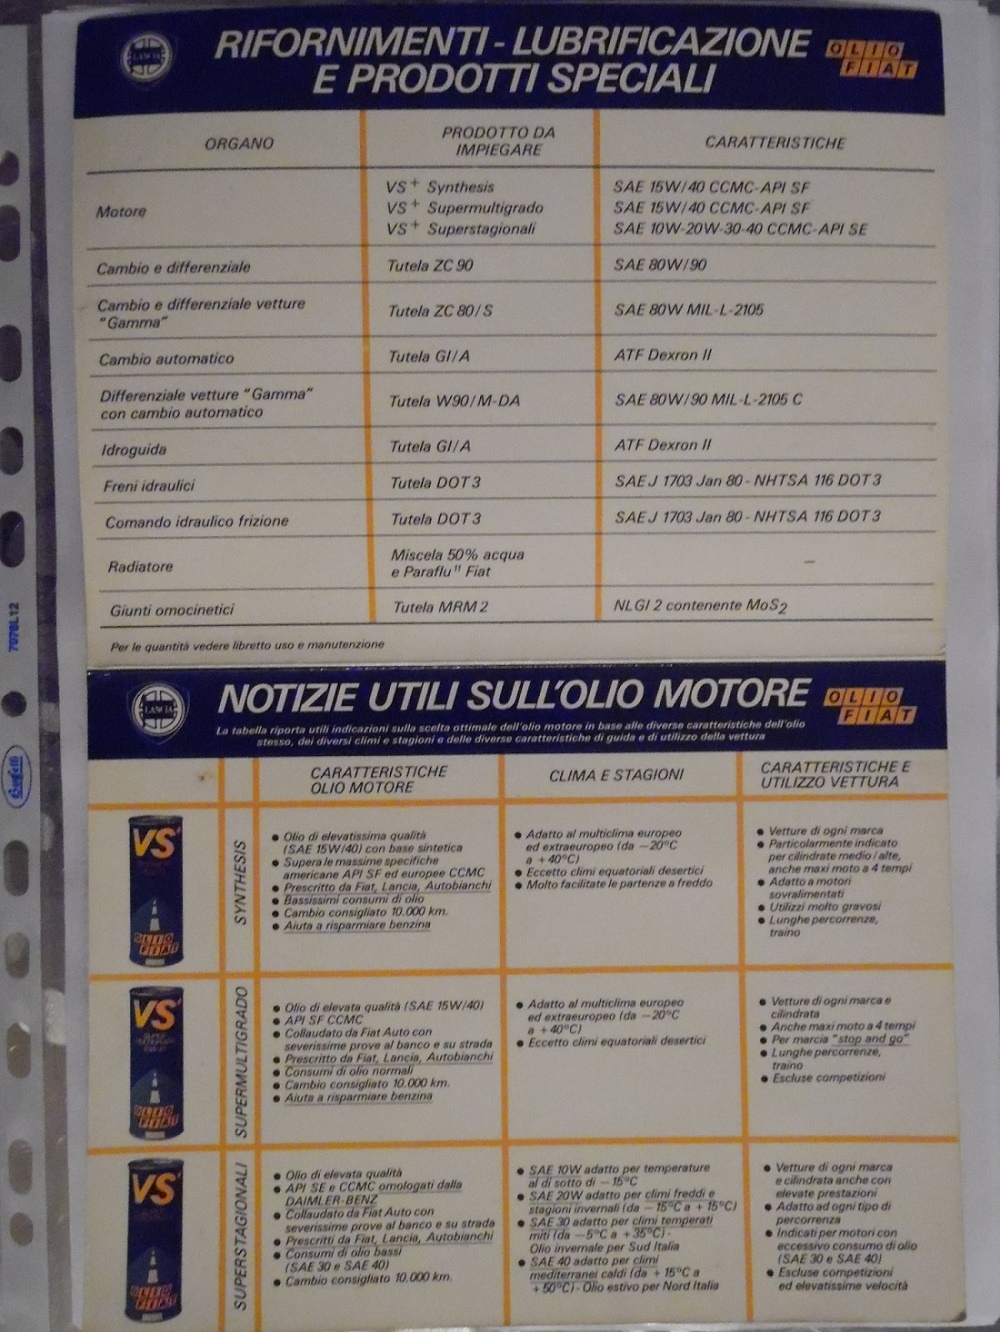 LANCIA
RIFORNIMENTI - LUBRIFICAZIONE
E PRODOTTI SPECIALI
OLIO
FIAT
ORGANO
PRODOTTO DA
IMPIEGARE
CARATTERISTICHE
Motore
VS+ Synthesis
SAE 15W/40 CCMC-API SF
VS+ Supermultigrado
SAE 15W/40 CCMC-API SF
VS+ Superstagionali
SAE 10W-20W-30-40 CCMC-API SE
Cambio e differenziale
Tutela ZC 90
SAE 80W/90
Cambio e differenziale vetture
"Gamma"
Tutela ZC 80/S
SAE 80W MIL-L-2105
Cambio automatico
Tutela GI/A
ATF Dexron II
Differenziale vetture "Gamma"
con cambio automatico
Tutela W90/M-DA
SAE 80W/90 MIL-L-2105 C
Idroguida
Tutela GI/A
ATF Dexron II
Freni idraulici
Tutela DOT 3
SAE J 1703 Jan 80 - NHTSA 116 DOT 3
Comando idraulico frizione
Tutela DOT 3
SAE J 1703 Jan 80 - NHTSA 116 DOT 3
Radiatore
Miscela 50% acqua
e Paraflu" Fiat
–
Giunti omocinetici
Tutela MRM 2
NLGI 2 contenente MoS2
Per le quantità vedere libretto uso e manutenzione
7076L12
LANCIA
NOTIZIE UTILI SULL'OLIO MOTORE
La tabella riporta utili indicazioni sulla scelta ottimale dell'olio motore in base alle diverse caratteristiche dell'olio
stesso, dei diversi climi e stagioni e delle diverse caratteristiche di guida e di utilizzo della vettura
OLIO
FIAT
CARATTERISTICHE
OLIO MOTORE
CLIMA E STAGIONI
CARATTERISTICHE E
UTILIZZO VETTURA
VS+
OLIO
FIAT
SYNTHESIS
● Olio di elevatissima qualità
(SAE 15W/40) con base sintetica
● Supera le massime specifiche
americane API SF ed europee CCMC
● Prescritto da Fiat, Lancia, Autobianchi
● Bassissimi consumi di olio
● Cambio consigliato 10.000 km.
● Aiuta a risparmiare benzina
● Adatto al multiclima europeo
ed extraeuropeo (da −20°C
a +40°C)
● Eccetto climi equatoriali desertici
● Molto facilitate le partenze a freddo
● Vetture di ogni marca
● Particolarmente indicato
per cilindrate medio/alte,
anche maxi moto a 4 tempi
● Adatto a motori
sovralimentati
● Utilizzi molto gravosi
● Lunghe percorrenze,
traino
VS+
OLIO
FIAT
SUPERMULTIGRADO
● Olio di elevata qualità (SAE 15W/40)
● API SF CCMC
● Collaudato da Fiat Auto con
severissime prove al banco e su strada
● Prescritto da Fiat, Lancia, Autobianchi
● Consumi di olio normali
● Cambio consigliato 10.000 km.
● Aiuta a risparmiare benzina
● Adatto al multiclima europeo
ed extraeuropeo (da −20°C
a +40°C)
● Eccetto climi equatoriali desertici
● Vetture di ogni marca e
cilindrata
● Anche maxi moto a 4 tempi
● Per marcia "stop and go"
● Lunghe percorrenze,
traino
● Escluse competizioni
VS+
OLIO
FIAT
SUPERSTAGIONALI
● Olio di elevata qualità
● API SE e CCMC omologati dalla
DAIMLER-BENZ
● Collaudato da Fiat Auto con
severissime prove al banco e su strada
● Prescritti da Fiat, Lancia, Autobianchi
● Consumi di olio bassi
(SAE 30 e SAE 40)
● Cambio consigliato 10.000 km.
● SAE 10W adatto per temperature
al di sotto di −15°C
● SAE 20W adatto per climi freddi e
stagioni invernali (da −15°C a +15°C)
● SAE 30 adatto per climi temperati
miti (da −5°C a +35°C)-
Olio invernale per Sud Italia
● SAE 40 adatto per climi
mediterranei caldi (da +15°C a
+50°C)- Olio estivo per Nord Italia
● Vetture di ogni marca
e cilindrata anche con
elevate prestazioni
● Adatto ad ogni tipo di
percorrenza
● Indicati per motori con
eccessivo consumo di olio
(SAE 30 e SAE 40)
● Escluse competizioni
ed elevatissime velocità